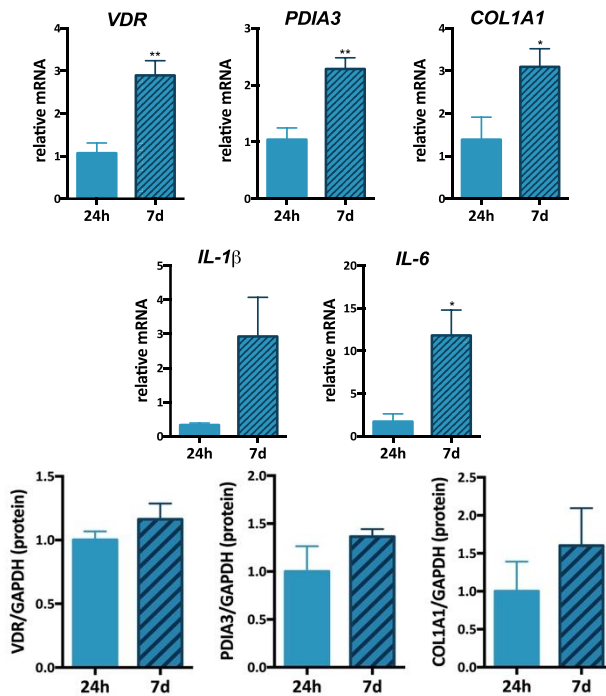 VDR PDIA3 COL1A1
relative mRNA
4
3
2
1
0
**
24h 7d
relative mRNA
3
2
1
0
**
24h 7d
relative mRNA
4
3
2
1
0
*
24h 7d
IL-1β IL-6
relative mRNA
5
4
3
2
1
0
24h 7d
relative mRNA
20
15
10
5
0
*
24h 7d
VDR/GAPDH (protein)
1.5
1.0
0.5
0.0
24h 7d
PDIA3/GAPDH (protein)
2.0
1.5
1.0
0.5
0.0
24h 7d
COL1A1/GAPDH (protein)
2.5
2.0
1.5
1.0
0.5
0.0
24h 7d